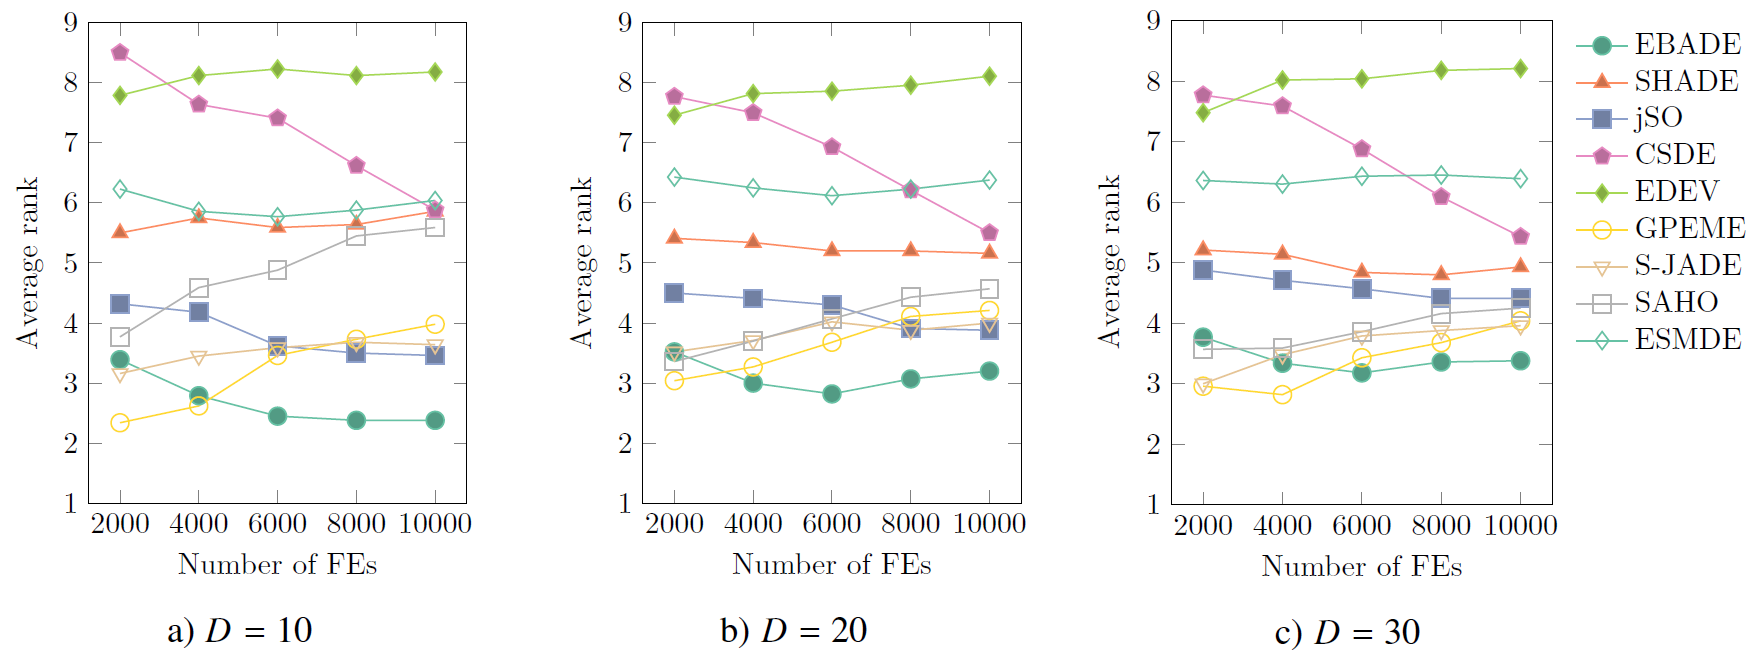 9
8
7
6
5
4
3
2
1
Average rank
2000 4000 6000 8000 10000
Number of FEs
a) D = 10
9
8
7
6
5
4
3
2
1
Average rank
2000 4000 6000 8000 10000
Number of FEs
b) D = 20
9
8
7
6
5
4
3
2
1
Average rank
2000 4000 6000 8000 10000
Number of FEs
c) D = 30
EBADE
SHADE
jSO
CSDE
EDEV
GPEME
S-JADE
SAHO
ESMDE